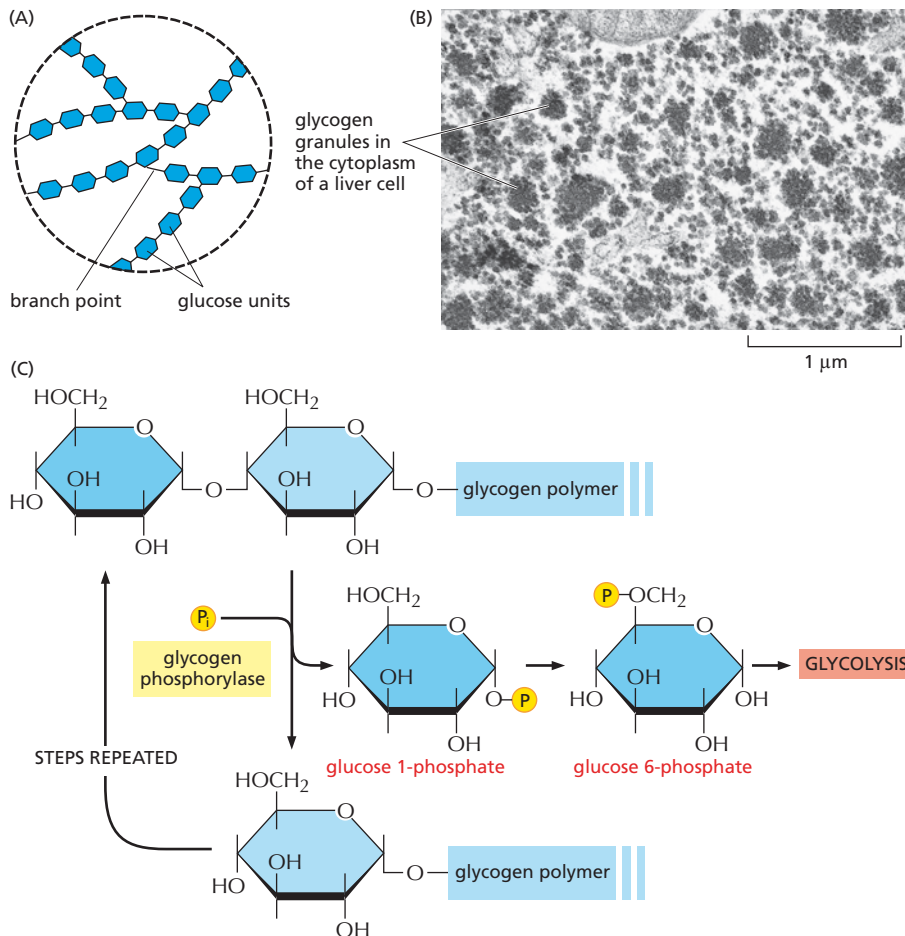 (A)
(B)
glycogen
granules in
the cytoplasm
of a liver cell
branch point
glucose units
1 μm
(C)
HOCH2
HOCH2
O
O
OH
OH
HO
O
O
glycogen polymer
OH
OH
Pi
glycogen
phosphorylase
HOCH2
O
OH
HO
O
P
OH
glucose 1-phosphate
P
OCH2
O
OH
HO
OH
OH
glucose 6-phosphate
GLYCOLYSIS
STEPS REPEATED
HOCH2
O
OH
HO
O
glycogen polymer
OH